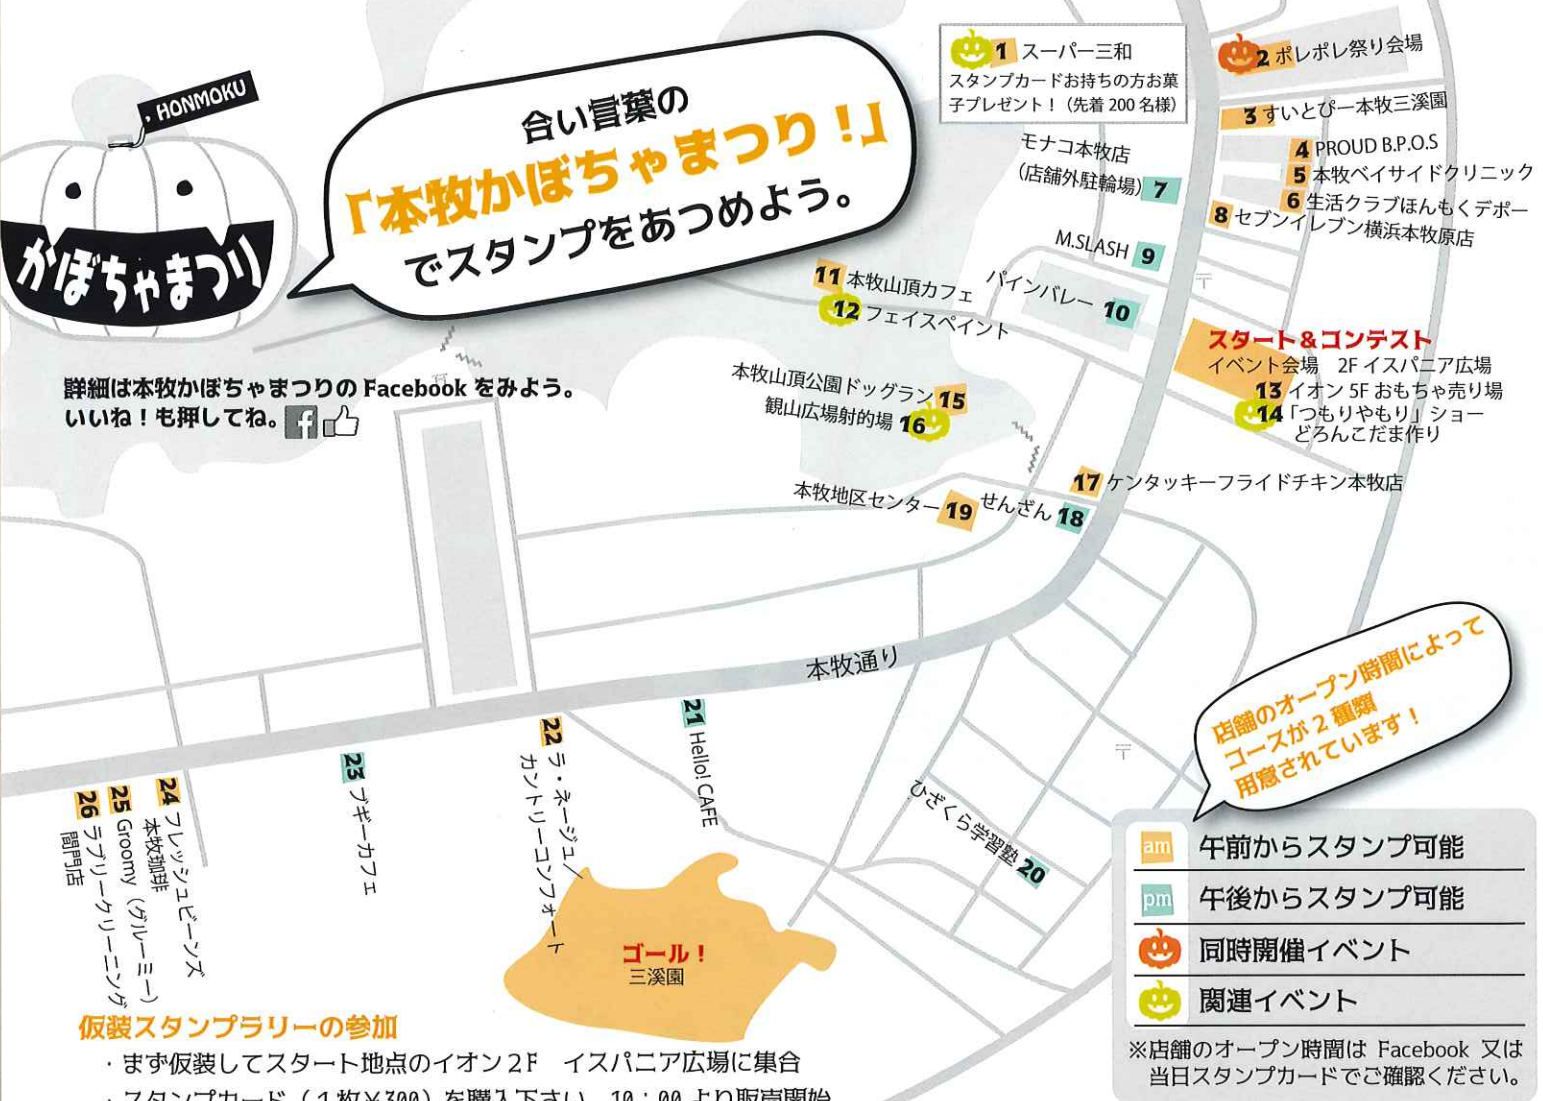 , HONMOKU
かぼちゃまつり
合い言葉の
「本牧かぼちゃまつり!」
でスタンプをあつめよう。
詳細は本牧かぼちゃまつりの Facebook をみよう。
いいね!も押してね。
1 スーパー三和
スタンプカードお持ちの方お菓
子プレゼント!(先着 200 名様)
2 ポレポレ祭り会場
3 すいとぴー本牧三溪園
4 PROUD B.P.O.S
5 本牧ベイサイドクリニック
6 生活クラブほんもくデポー
モナコ本牧店
(店舗外駐輪場) 7
8 セブンイレブン横浜本牧原店
M.SLASH 9
パインバレー 10
11 本牧山頂カフェ
12 フェイスペイント
スタート&コンテスト
イベント会場 2F イスパニア広場
13 イオン 5F おもちゃ売り場
14 「つもりやもり」ショー
どろんこだま作り
本牧山頂公園ドッグラン 15
観山広場射的場 16
17 ケンタッキーフライドチキン本牧店
せんざん 18
本牧地区センター 19
本牧通り
ひざくら学習塾 20
21 Hello! CAFE
22 ラ・ネージュ/
カントリーコンフォート
23 ブギーカフェ
24 フレッシュビーンズ
本牧珈琲
25 Groomy(グルーミー)
26 ラブリークリーニング
間門店
ゴール!
三溪園
店舗のオープン時間によって
コースが 2 種類
用意されています!
am 午前からスタンプ可能
pm 午後からスタンプ可能
同時開催イベント
関連イベント
※店舗のオープン時間は Facebook 又は
当日スタンプカードでご確認ください。
仮装スタンプラリーの参加
・まず仮装してスタート地点のイオン2F イスパニア広場に集合
・スタンプカード(1枚¥300)を購入下さい。10:00 より販売開始